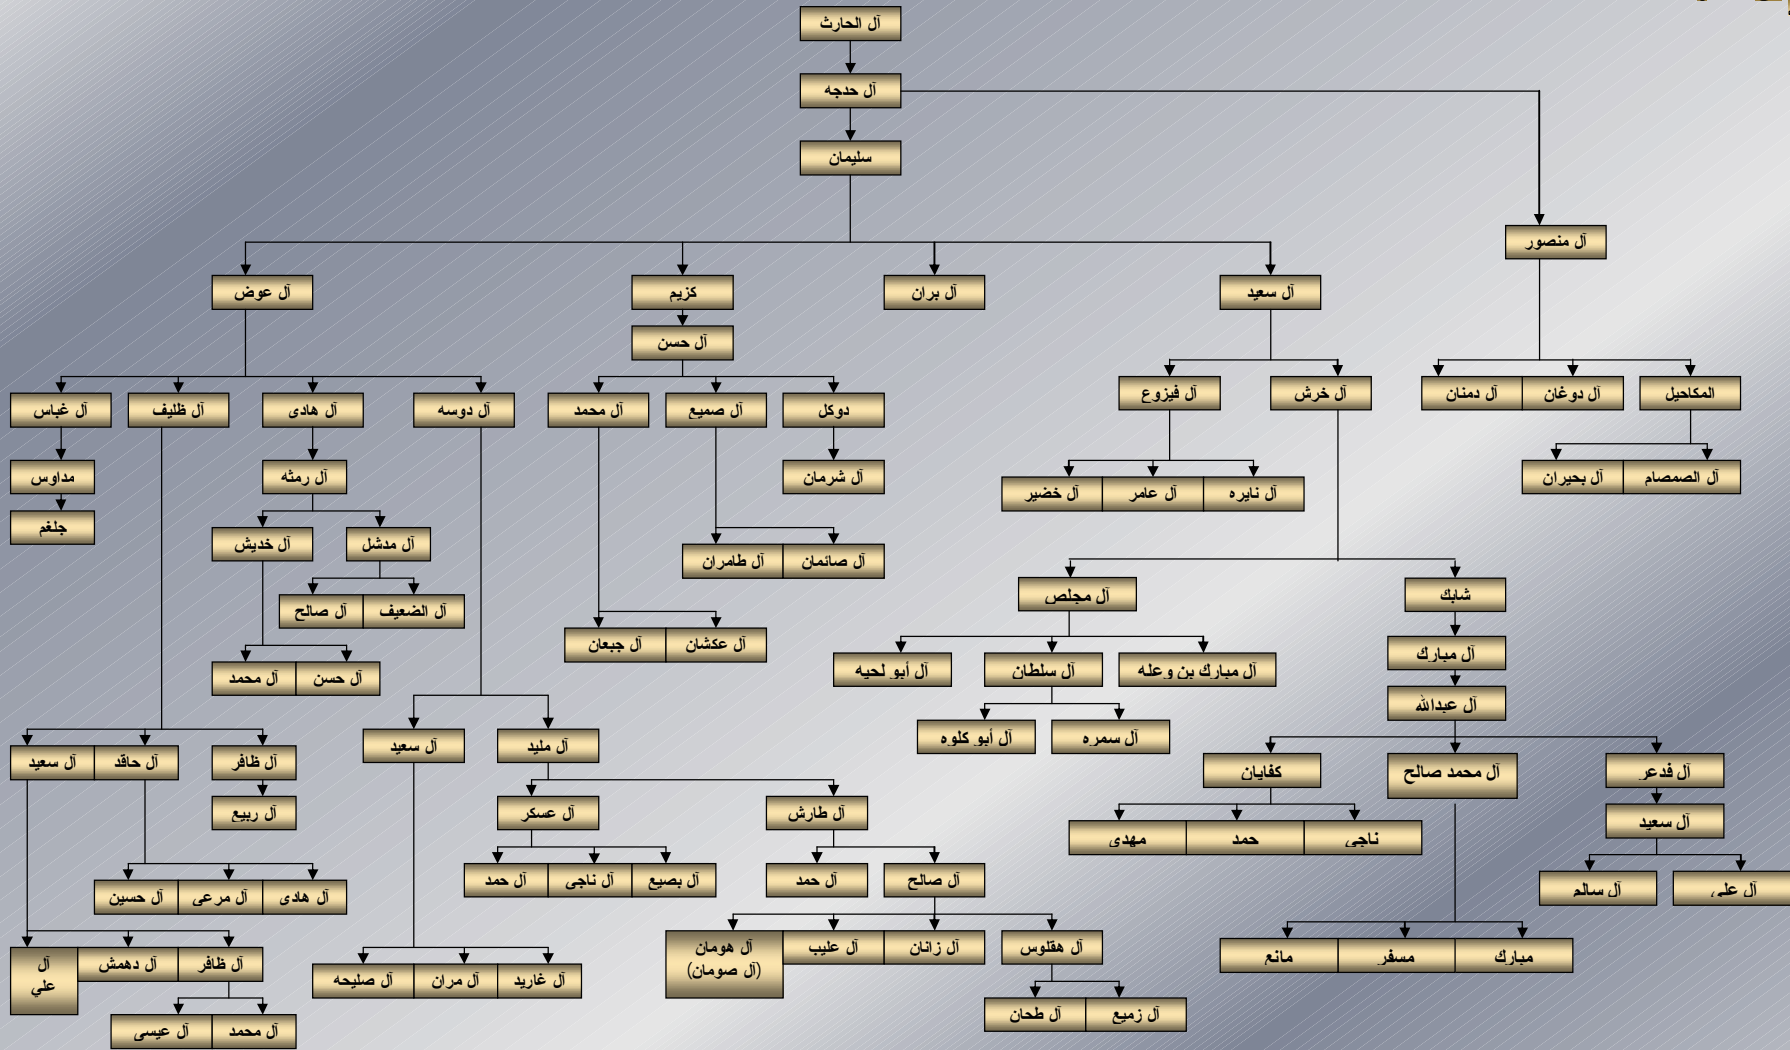 آل الحارث
آل حدجه
سليمان
آل منصور
آل سعيد
آل بران
كزيم
آل عوض
آل حسن
المكاحيل
آل دوغان
آل دمنان
آل خرش
آل فيزوع
دوكل
آل صميع
آل محمد
آل دوسه
آل هادى
آل ظليف
آل غباس
آل الصمصام
آل بحيران
آل نايره
آل عامر
آل خضير
آل شرمان
آل رمثه
مداوس
جلغم
آل صائمان
آل طامران
آل مدشل
آل خديش
شابك
آل مجلص
آل الضعيف
آل صالح
آل عكشان
آل جبعان
آل مبارك
آل مبارك بن وعله
آل سلطان
آل أبو لحيه
آل حسن
آل محمد
آل عبدالله
آل سمره
آل أبو كلوه
آل مليد
آل سعيد
آل ظافر
آل حاقد
آل سعيد
آل فدعر
آل محمد صالح
كفايان
آل طارش
آل عسكر
آل ربيع
آل سعيد
ناجى
حمد
مهدى
آل صالح
آل حمد
آل بصيع
آل ناجى
آل حمد
آل على
آل سالم
آل هادى
آل مرعى
آل حسين
آل هقلوس
آل زانان
آل عليب
آل هومان
(آل صومان)
مبارك
مسفر
مانع
آل ظافر
آل دهمش
آل
علي
آل غاريد
آل مران
آل صليحه
آل زميع
آل طحان
آل محمد
آل عيسى